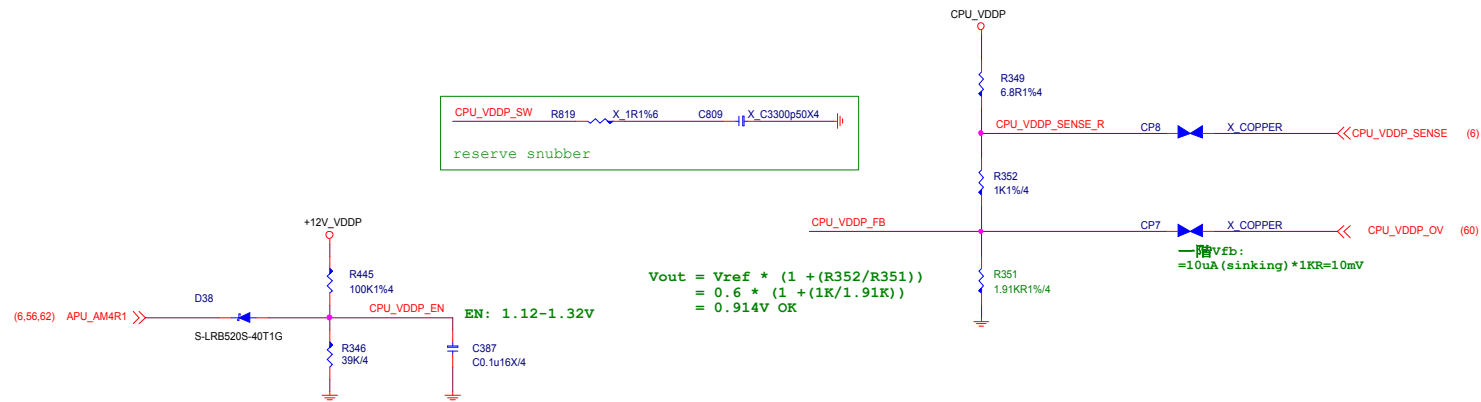 CPU_VDDP
R349
6.8R1%4
CPU_VDDP_SW R819 X_1R1%6 C809 X_C3300p50X4
reserve snubber
CPU_VDDP_SENSE_R CP8 X_COPPER CPU_VDDP_SENSE (6)
R352
1K1%/4
CPU_VDDP_FB CP7 X_COPPER CPU_VDDP_OV (60)
一階Vfb:
=10uA(sinking)*1KR=10mV
R351
1.91KR1%/4
Vout = Vref * (1 +(R352/R351))
= 0.6 * (1 +(1K/1.91K))
= 0.914V OK
+12V_VDDP
R445
100K1%4
D38
CPU_VDDP_EN
EN: 1.12-1.32V
(6,56,62) APU_AM4R1
S-LRB520S-40T1G
R346
39K/4
C387
C0.1u16X/4